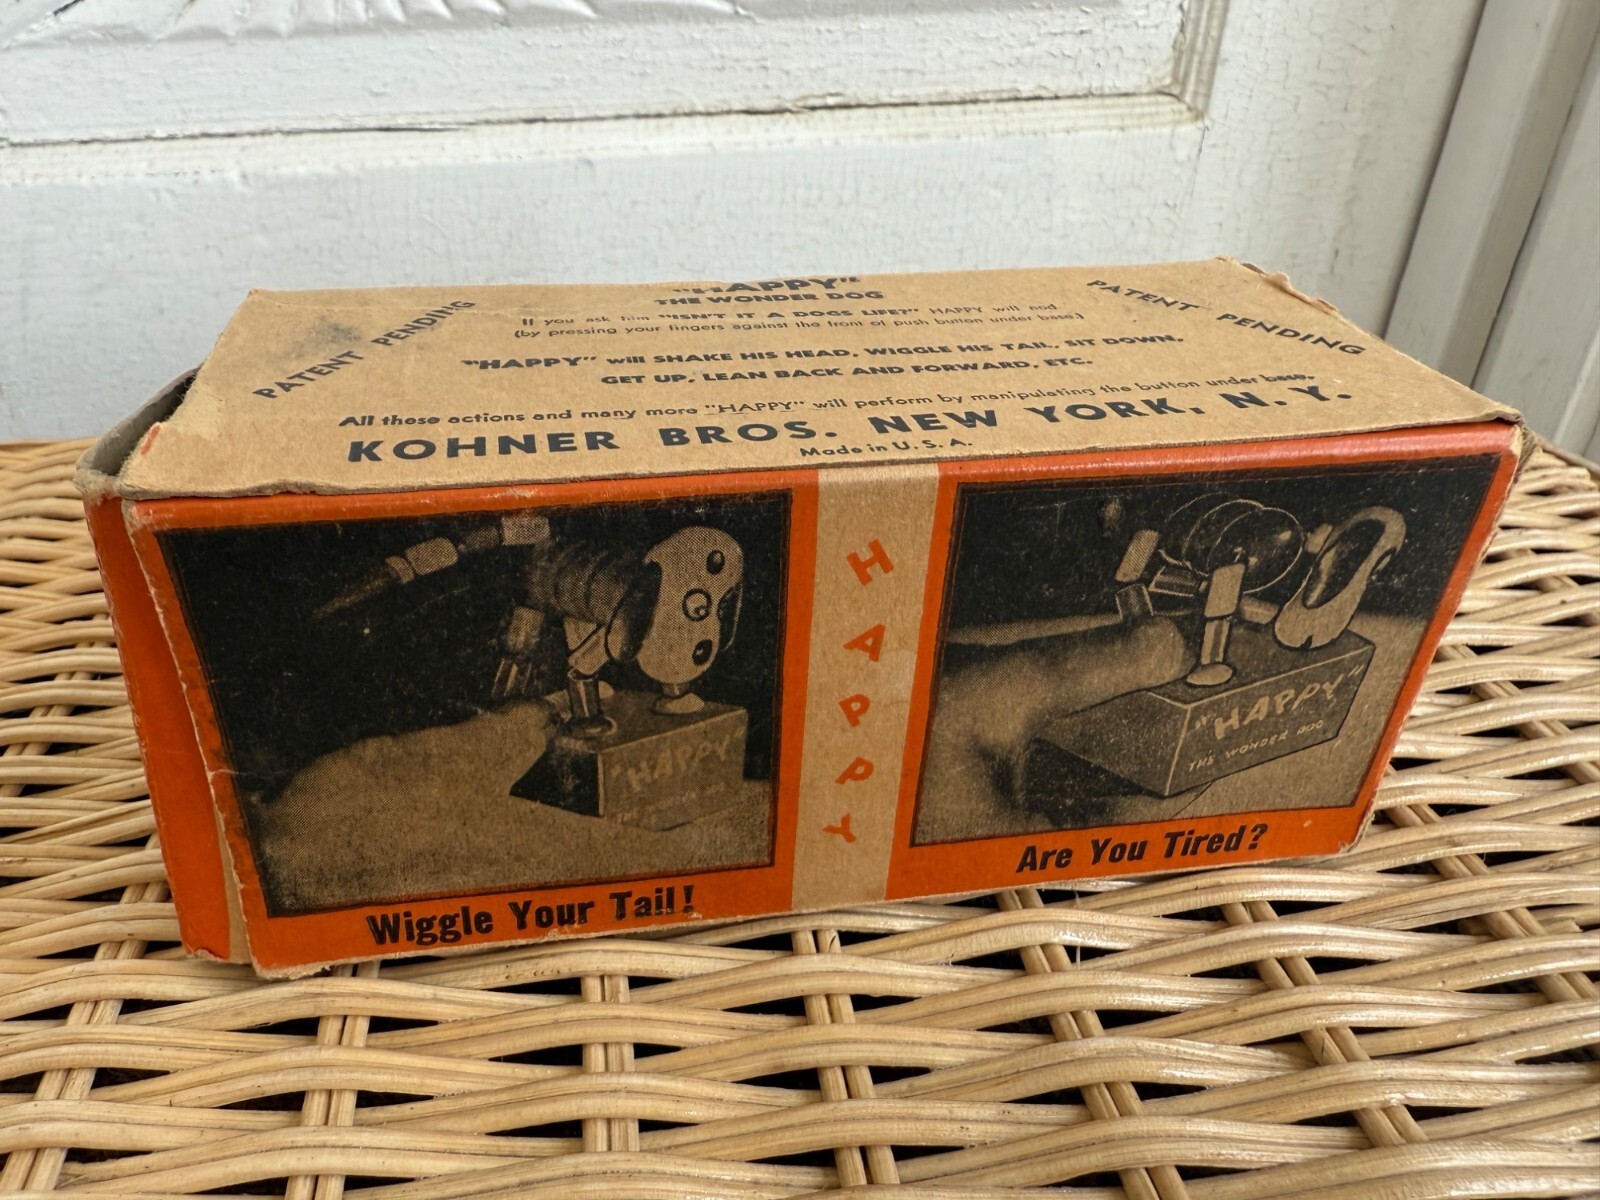 "HAPPY"
THE WONDER DOG
If you ask him "ISN'T IT A DOGS LIFE?" HAPPY will nod
(by pressing your fingers against the front of push button under base.)
"HAPPY" will SHAKE HIS HEAD, WIGGLE HIS TAIL, SIT DOWN,
GET UP, LEAN BACK AND FORWARD, ETC.
All these actions and many more "HAPPY" will perform by manipulating the button under base.
KOHNER BROS. NEW YORK, N. Y.
Made in U. S. A.
PATENT PENDING
PATENT PENDING
"HAPPY"
Wiggle Your Tail!
HAPPY
"HAPPY"
THE WONDER DOG
Are You Tired?